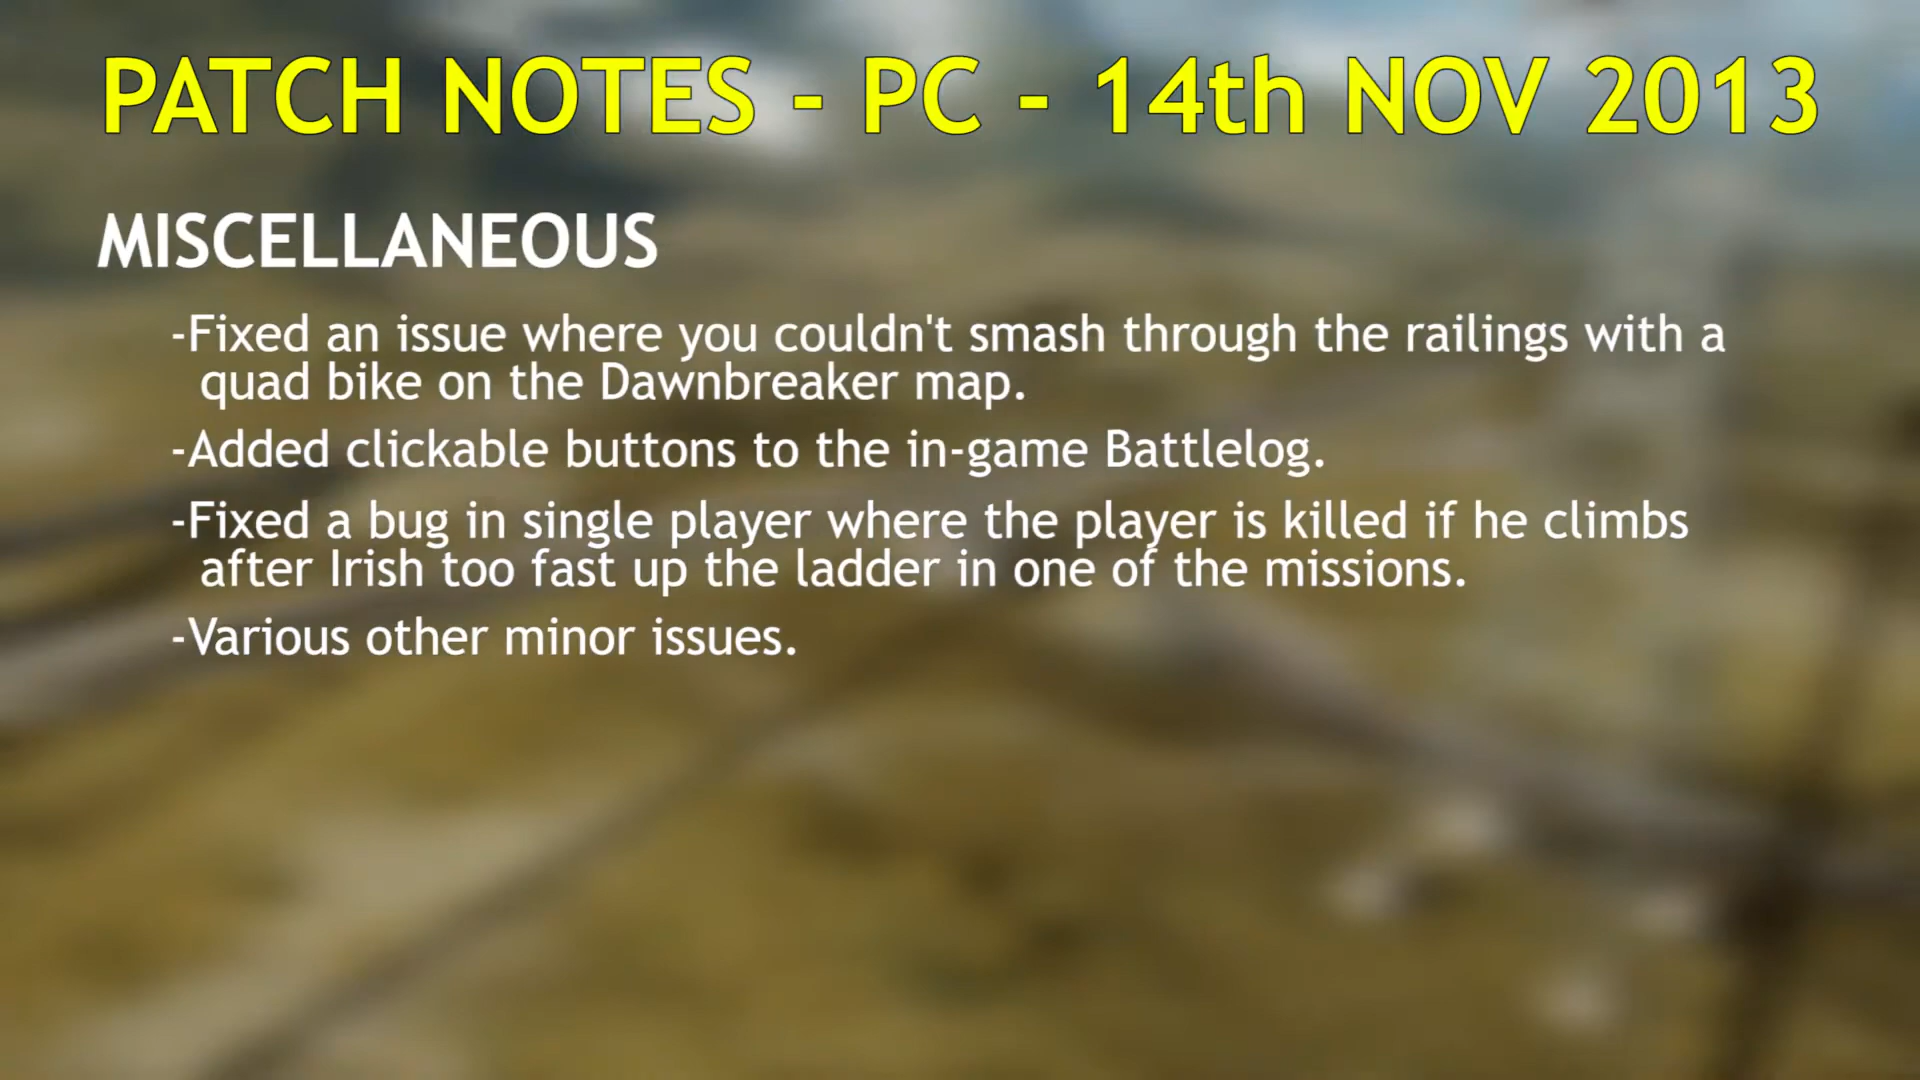 PATCH NOTES - PC - 14th NOV 2013
MISCELLANEOUS
-Fixed an issue where you couldn't smash through the railings with a
quad bike on the Dawnbreaker map.
-Added clickable buttons to the in-game Battlelog.
-Fixed a bug in single player where the player is killed if he climbs
after Irish too fast up the ladder in one of the missions.
-Various other minor issues.